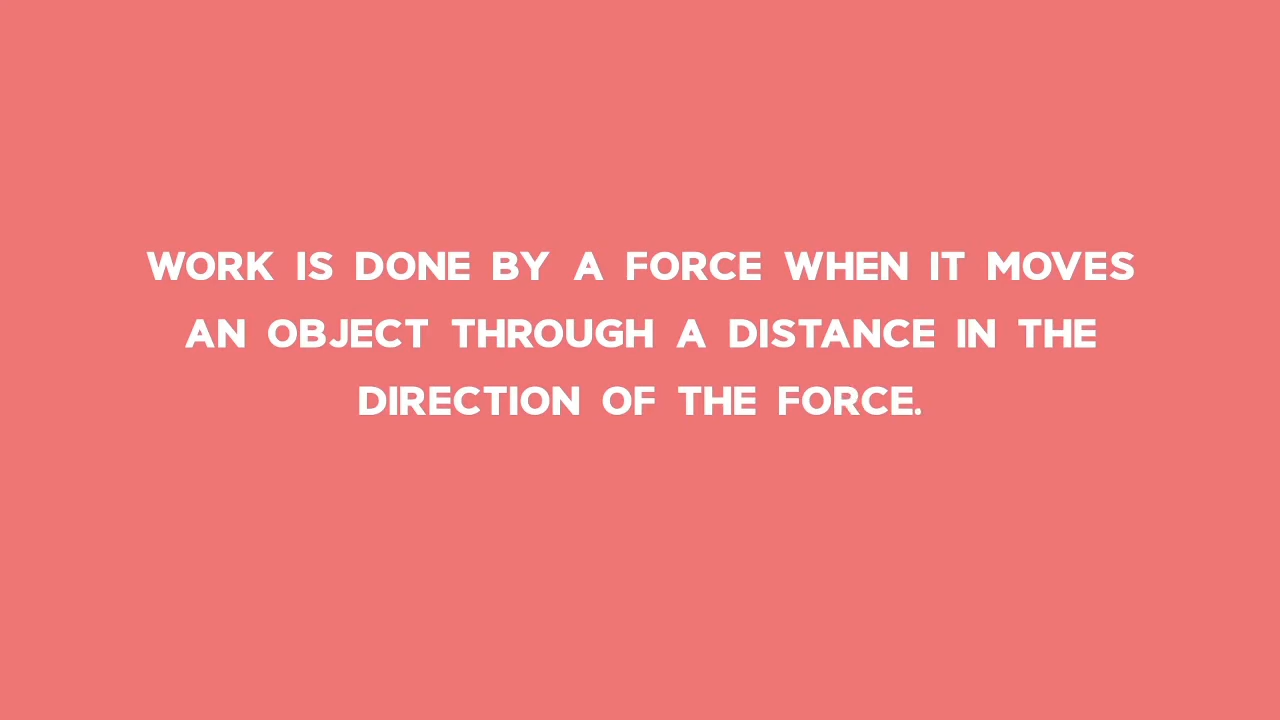 WORK IS DONE BY A FORCE WHEN IT MOVES
AN OBJECT THROUGH A DISTANCE IN THE
DIRECTION OF THE FORCE.